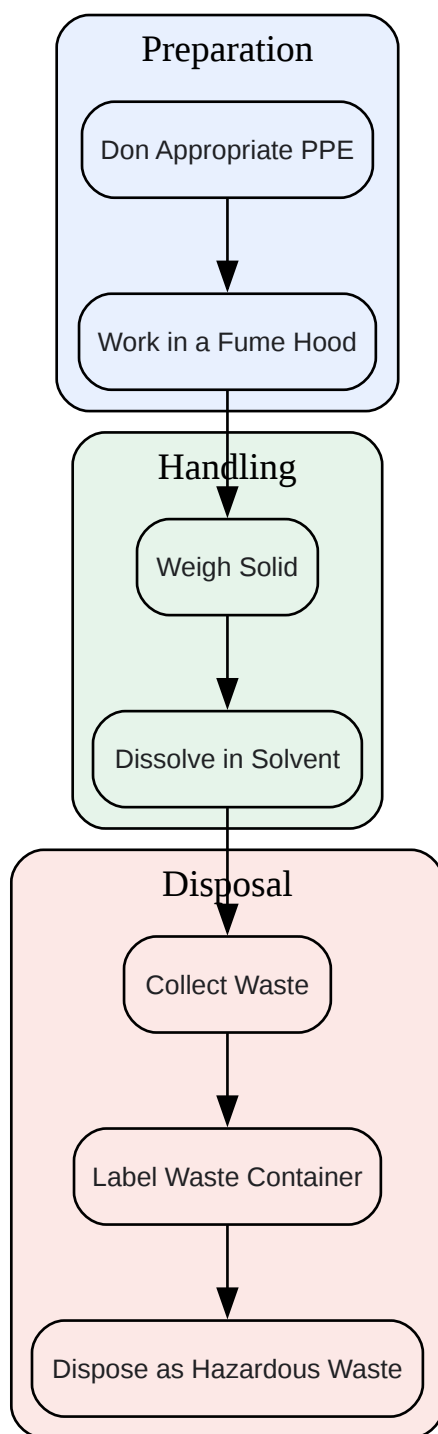 Preparation
Don Appropriate PPE
Work in a Fume Hood
Handling
Weigh Solid
Dissolve in Solvent
Disposal
Collect Waste
Label Waste Container
Dispose as Hazardous Waste